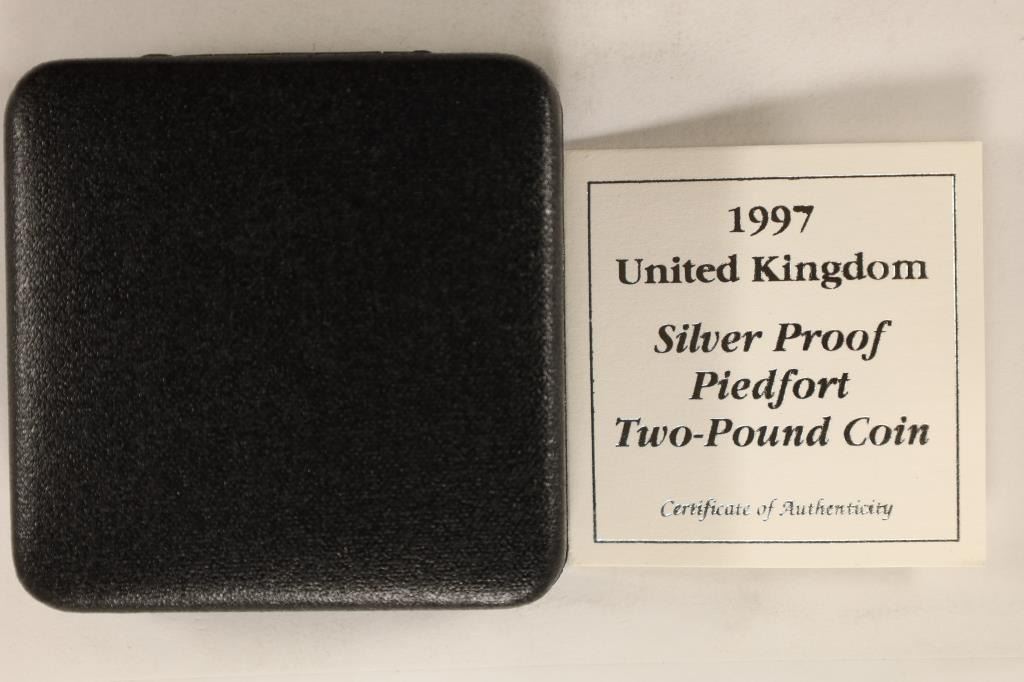 1997
United Kingdom
Silver Proof
Piedfort
Two-Pound Coin
Certificate of Authenticity